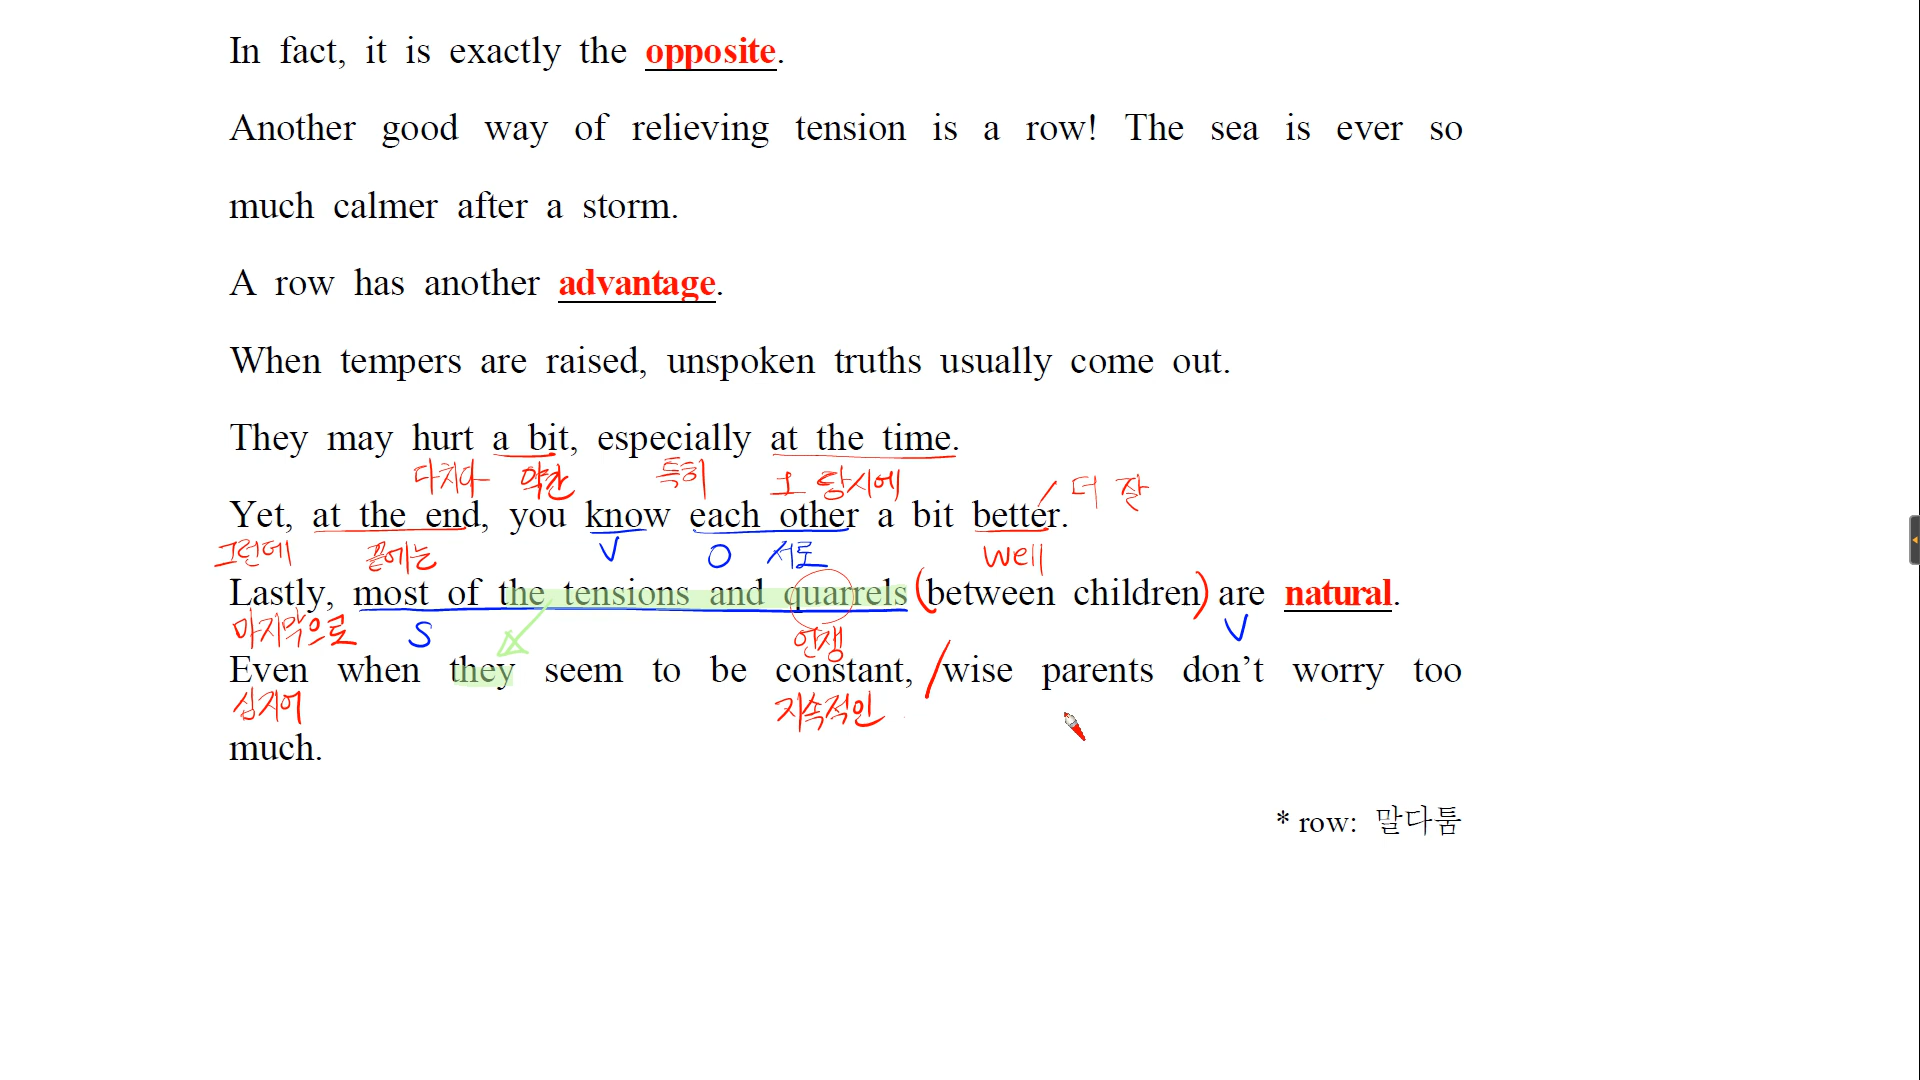 In fact, it is exactly the opposite.
Another good way of relieving tension is a row! The sea is ever so
much calmer after a storm.
A row has another advantage.
When tempers are raised, unspoken truths usually come out.
They may hurt a bit, especially at the time.
다치다 약간 특히 그 당시에
더 잘
Yet, at the end, you know each other a bit better.
그런데 끝에는 V O 서로 well
Lastly, most of the tensions and quarrels (between children) are natural.
마지막으로 S 언쟁 V
Even when they seem to be constant, / wise parents don't worry too
심지어 지속적인
much.
* row: 말다툼